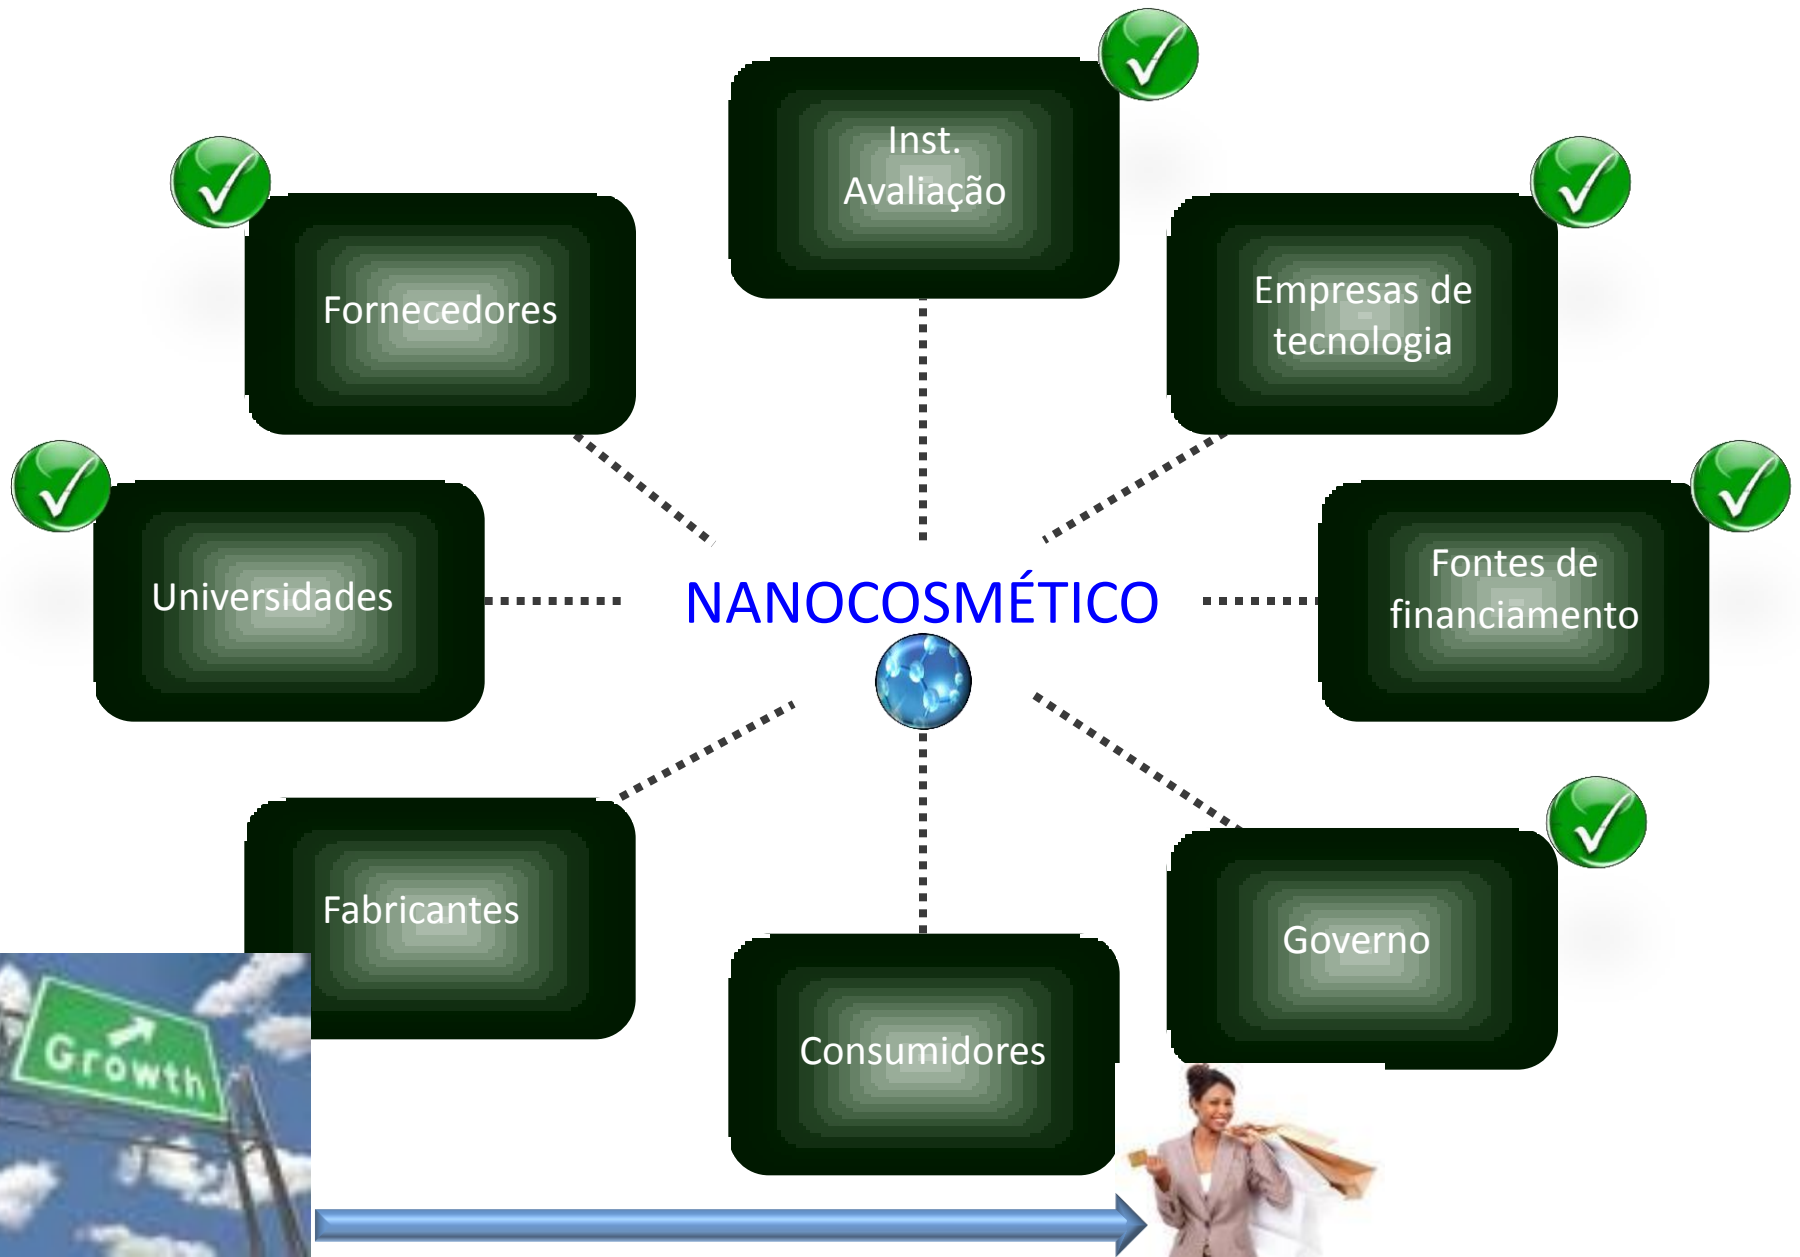 Inst.
Avaliação
Fornecedores
Empresas de
tecnologia
Universidades
NANOCOSMÉTICO
Fontes de
financiamento
Fabricantes
Governo
Consumidores
Growth